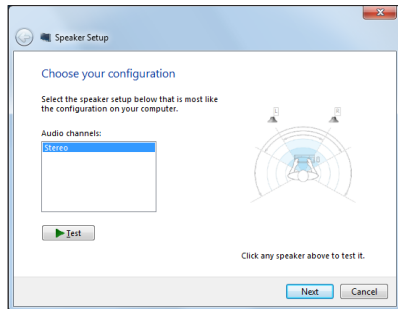 Speaker Setup
Choose your configuration
Select the speaker setup below that is most like
the configuration on your computer.
Audio channels:
Stereo
Test
L
R
Click any speaker above to test it.
Next
Cancel